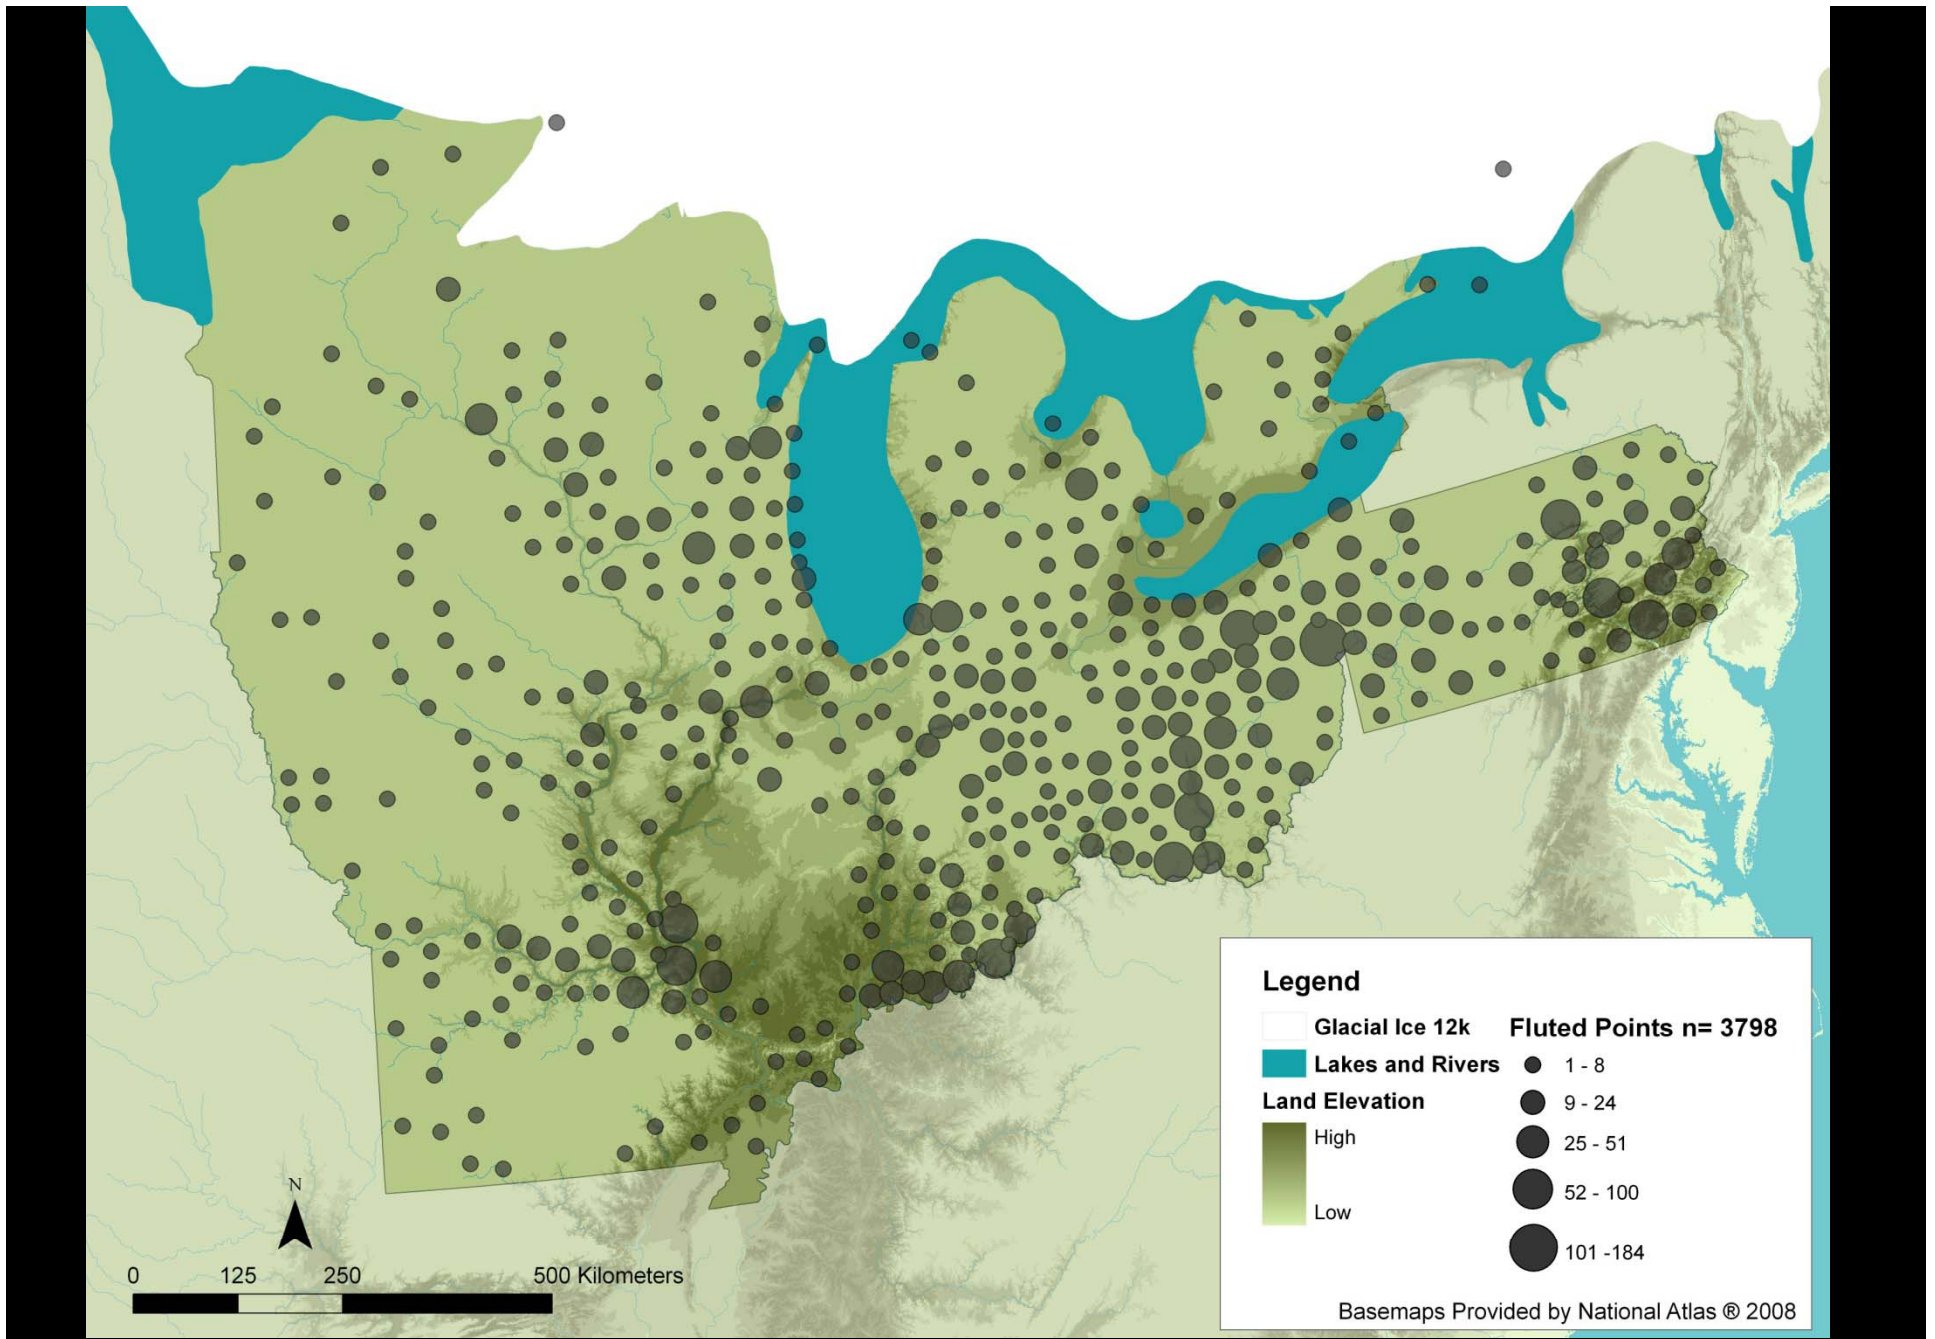 Legend
Glacial Ice 12k
Lakes and Rivers
Land Elevation
High
Low
Fluted Points n= 3798
1 - 8
9 - 24
25 - 51
52 - 100
101 -184
Basemaps Provided by National Atlas ® 2008
N
0 125 250 500 Kilometers